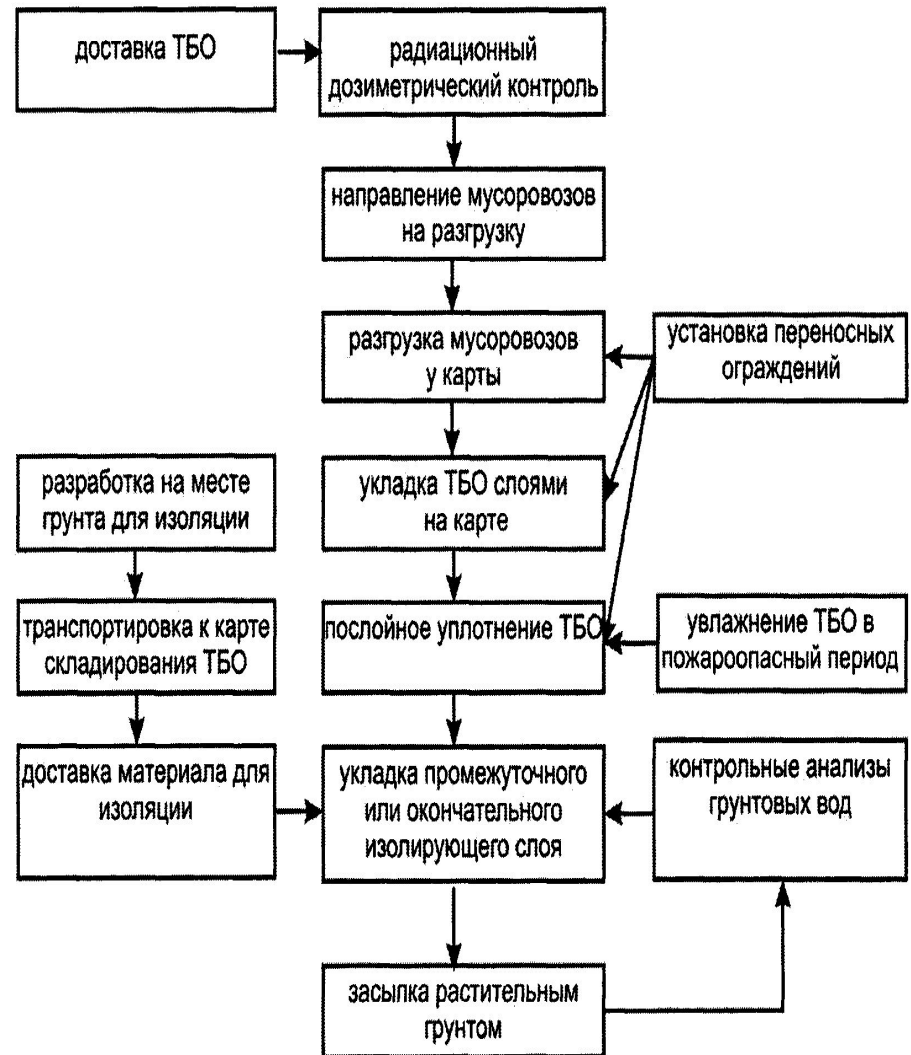 доставка ТБО
радиационный
дозиметрический контроль
направление мусоровозов
на разгрузку
разгрузка мусоровозов
у карты
установка переносных
ограждений
разработка на месте
грунта для изоляции
укладка ТБО слоями
на карте
транспортировка к карте
складирования ТБО
послойное уплотнение ТБО
увлажнение ТБО в
пожароопасный период
доставка материала для
изоляции
укладка промежуточного
или окончательного
изолирующего слоя
контрольные анализы
грунтовых вод
засыпка растительным
грунтом